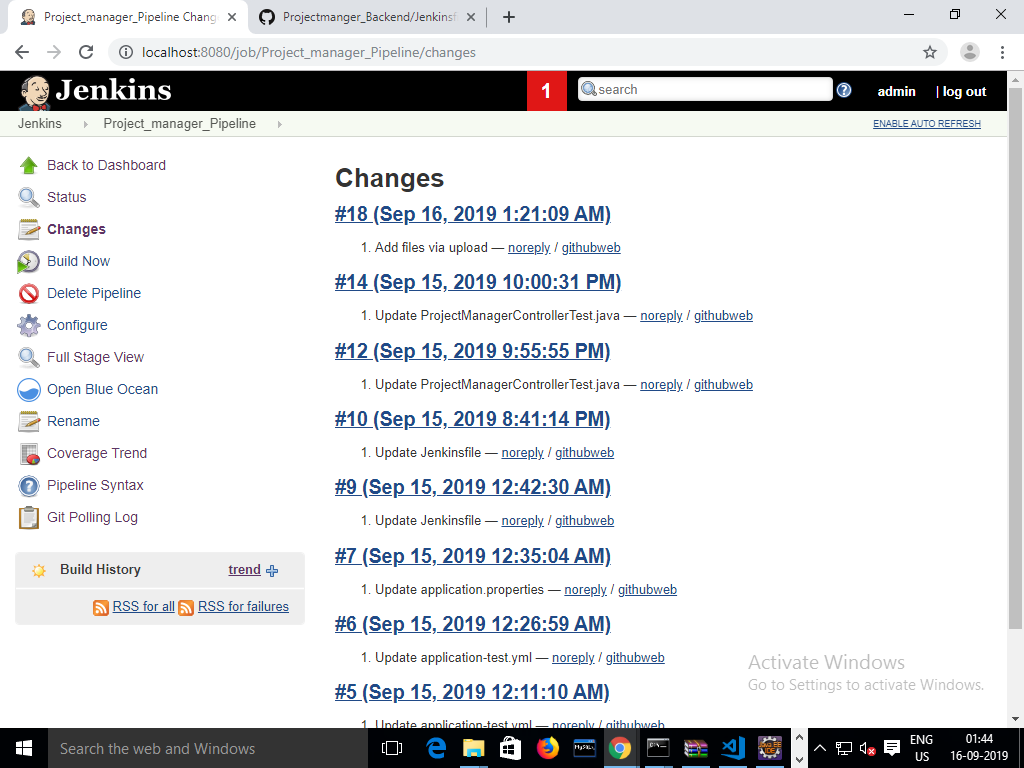 Project_manager_Pipeline Chang
Projectmanger_Backend/Jenkinsf
localhost:8080/job/Project_manager_Pipeline/changes
Jenkins
1
search
admin
| log out
Jenkins
Project_manager_Pipeline
ENABLE AUTO REFRESH
Back to Dashboard
Status
Changes
Build Now
Delete Pipeline
Configure
Full Stage View
Open Blue Ocean
Rename
Coverage Trend
Pipeline Syntax
Git Polling Log
Build History
trend
RSS for all
RSS for failures
Changes
#18 (Sep 16, 2019 1:21:09 AM)
1. Add files via upload — noreply / githubweb
#14 (Sep 15, 2019 10:00:31 PM)
1. Update ProjectManagerControllerTest.java — noreply / githubweb
#12 (Sep 15, 2019 9:55:55 PM)
1. Update ProjectManagerControllerTest.java — noreply / githubweb
#10 (Sep 15, 2019 8:41:14 PM)
1. Update Jenkinsfile — noreply / githubweb
#9 (Sep 15, 2019 12:42:30 AM)
1. Update Jenkinsfile — noreply / githubweb
#7 (Sep 15, 2019 12:35:04 AM)
1. Update application.properties — noreply / githubweb
#6 (Sep 15, 2019 12:26:59 AM)
1. Update application-test.yml — noreply / githubweb
#5 (Sep 15, 2019 12:11:10 AM)
1. Update application-test.yml — noreply / githubweb
Activate Windows
Go to Settings to activate Windows.
Search the web and Windows
MySQL
ENG
US
01:44
16-09-2019